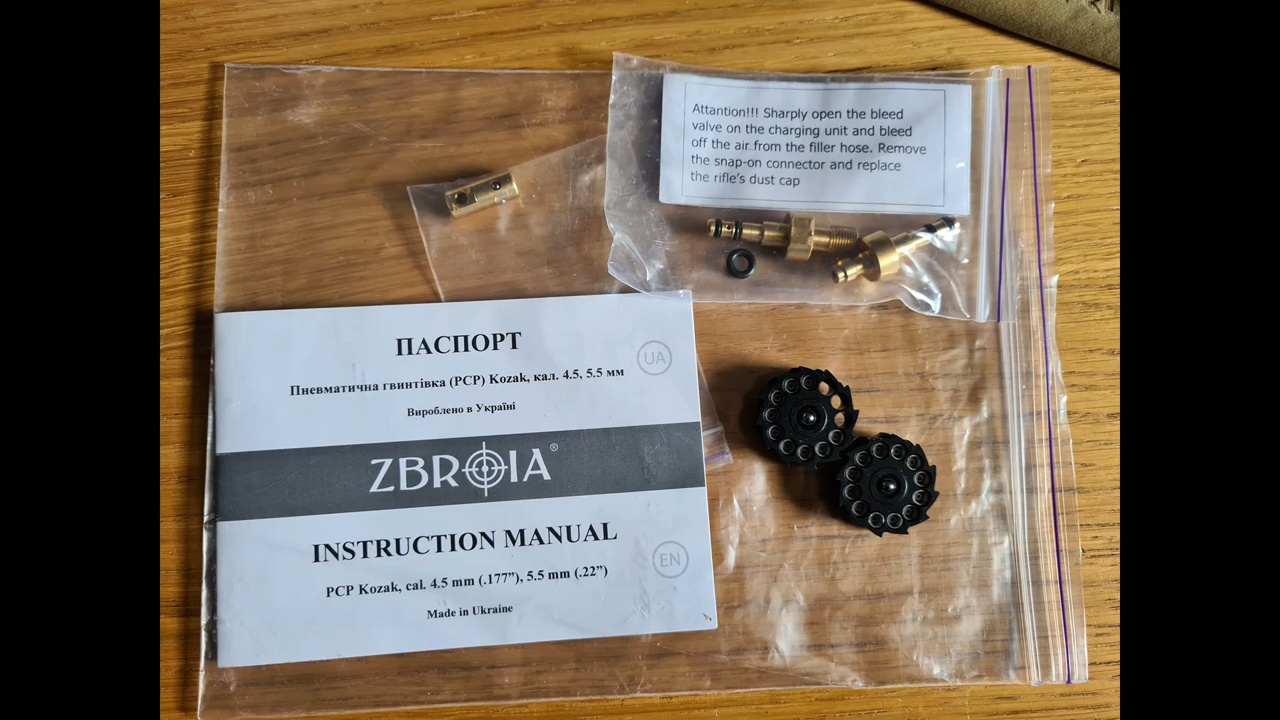 Attantion!!! Sharply open the bleed
valve on the charging unit and bleed
off the air from the filler hose. Remove
the snap-on connector and replace
the rifle's dust cap
ПАСПОРТ
UA
Пневматична гвинтівка (PCP) Kozak, кал. 4.5, 5.5 мм
Вироблено в Україні
ZBROIA®
INSTRUCTION MANUAL
EN
PCP Kozak, cal. 4.5 mm (.177”), 5.5 mm (.22”)
Made in Ukraine